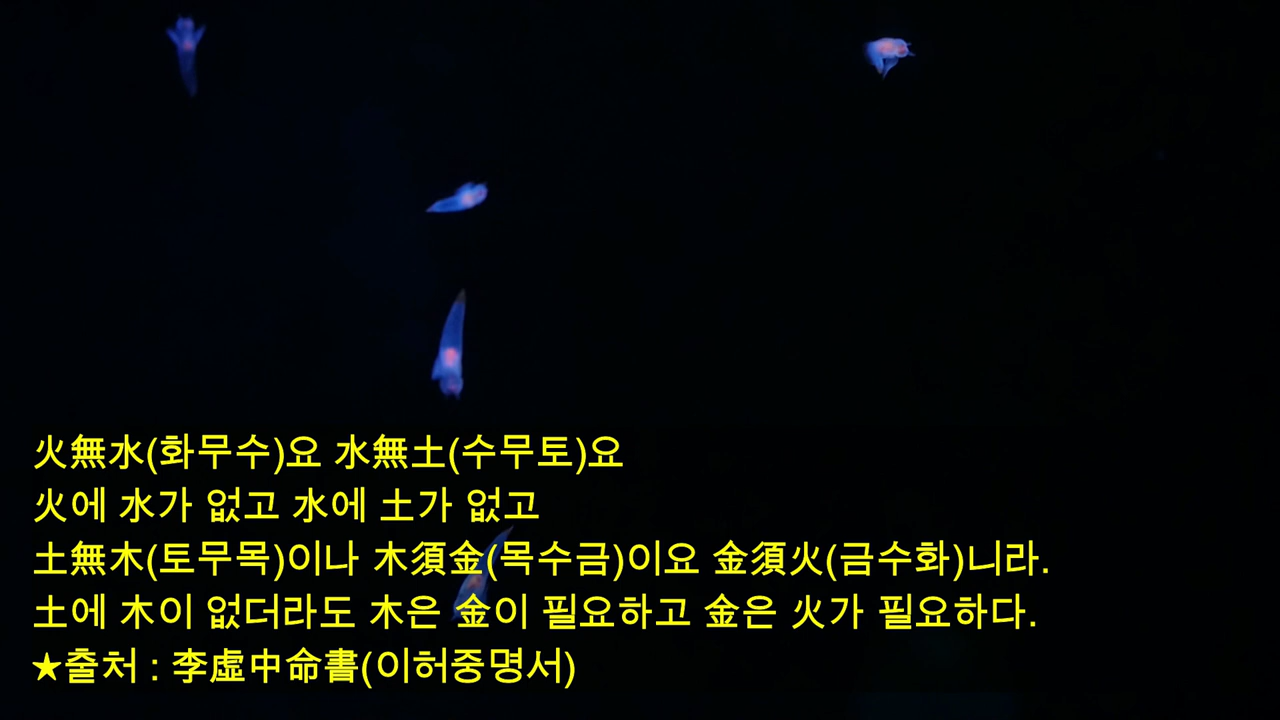 火無水(화무수)요 水無土(수무토)요
火에 水가 없고 水에 土가 없고
土無木(토무목)이나 木須金(목수금)이요 金須火(금수화)니라.
土에 木이 없더라도 木은 金이 필요하고 金은 火가 필요하다.
★출처 : 李虛中命書(이허중명서)